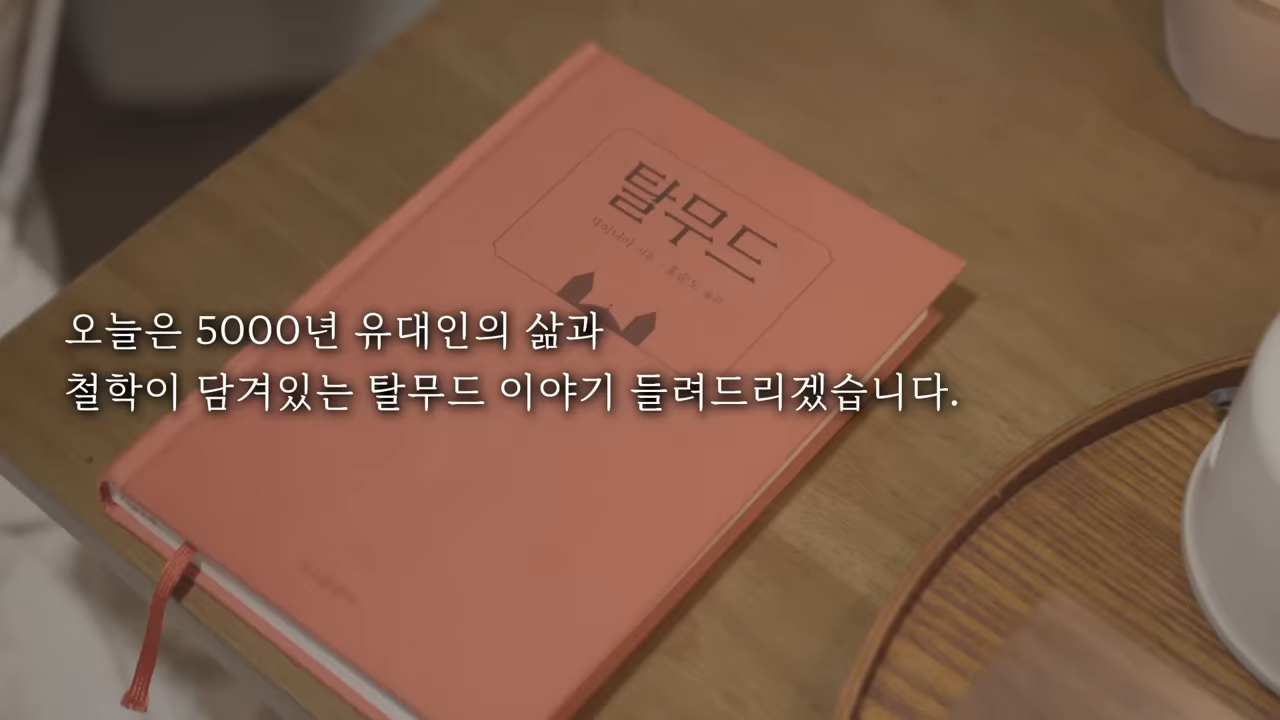 탈무드
오늘은 5000년 유대인의 삶과
철학이 담겨있는 탈무드 이야기 들려드리겠습니다.